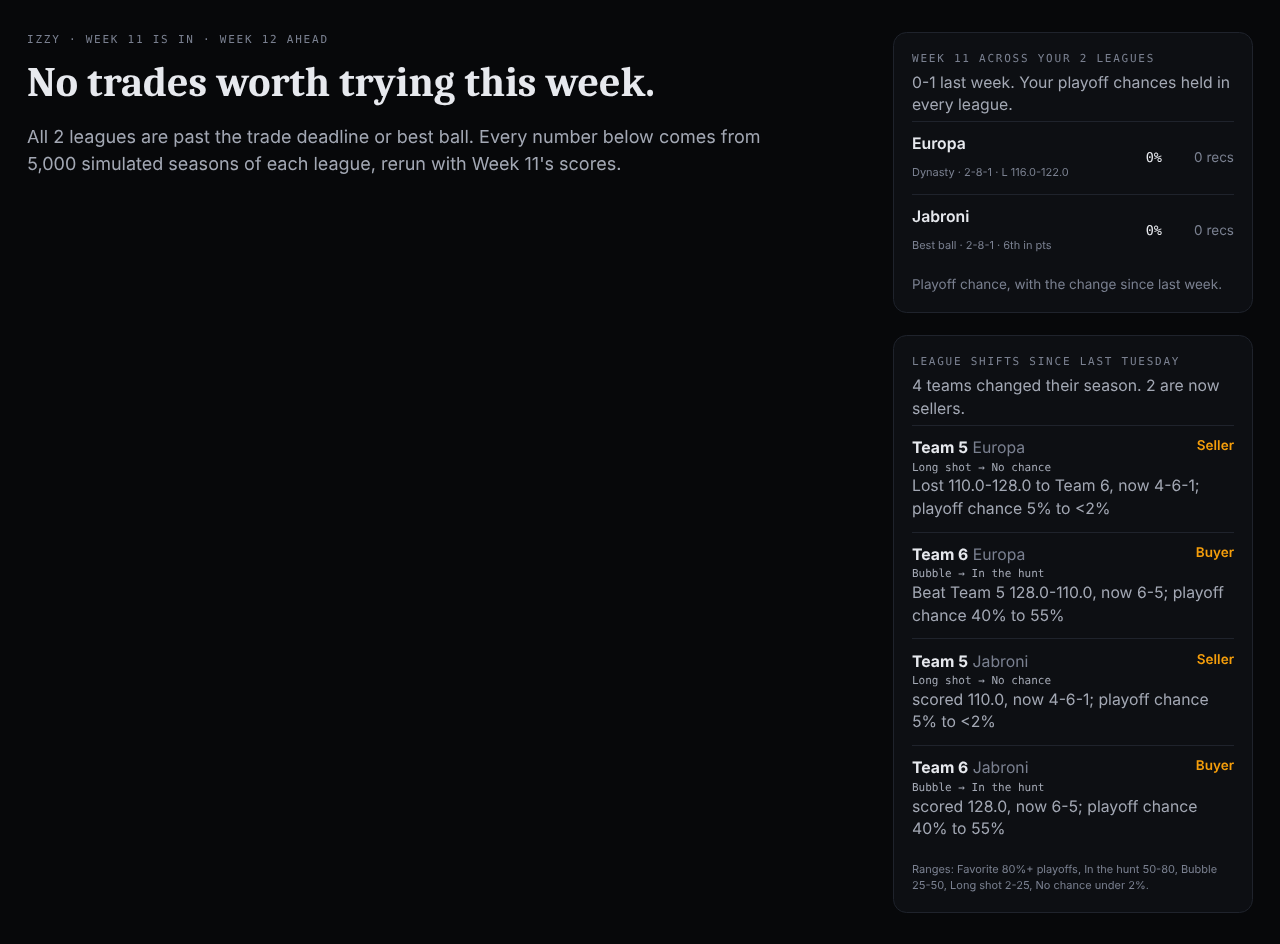 IZZY · WEEK 11 IS IN · WEEK 12 AHEAD
No trades worth trying this week.
All 2 leagues are past the trade deadline or best ball. Every number below comes from
5,000 simulated seasons of each league, rerun with Week 11's scores.
WEEK 11 ACROSS YOUR 2 LEAGUES
0-1 last week. Your playoff chances held in
every league.
Europa
0% 0 recs
Dynasty · 2-8-1 · L 116.0-122.0
Jabroni
0% 0 recs
Best ball · 2-8-1 · 6th in pts
Playoff chance, with the change since last week.
LEAGUE SHIFTS SINCE LAST TUESDAY
4 teams changed their season. 2 are now
sellers.
Team 5 Europa Seller
Long shot → No chance
Lost 110.0-128.0 to Team 6, now 4-6-1;
playoff chance 5% to <2%
Team 6 Europa Buyer
Bubble → In the hunt
Beat Team 5 128.0-110.0, now 6-5; playoff
chance 40% to 55%
Team 5 Jabroni Seller
Long shot → No chance
scored 110.0, now 4-6-1; playoff chance
5% to <2%
Team 6 Jabroni Buyer
Bubble → In the hunt
scored 128.0, now 6-5; playoff chance
40% to 55%
Ranges: Favorite 80%+ playoffs, In the hunt 50-80, Bubble
25-50, Long shot 2-25, No chance under 2%.